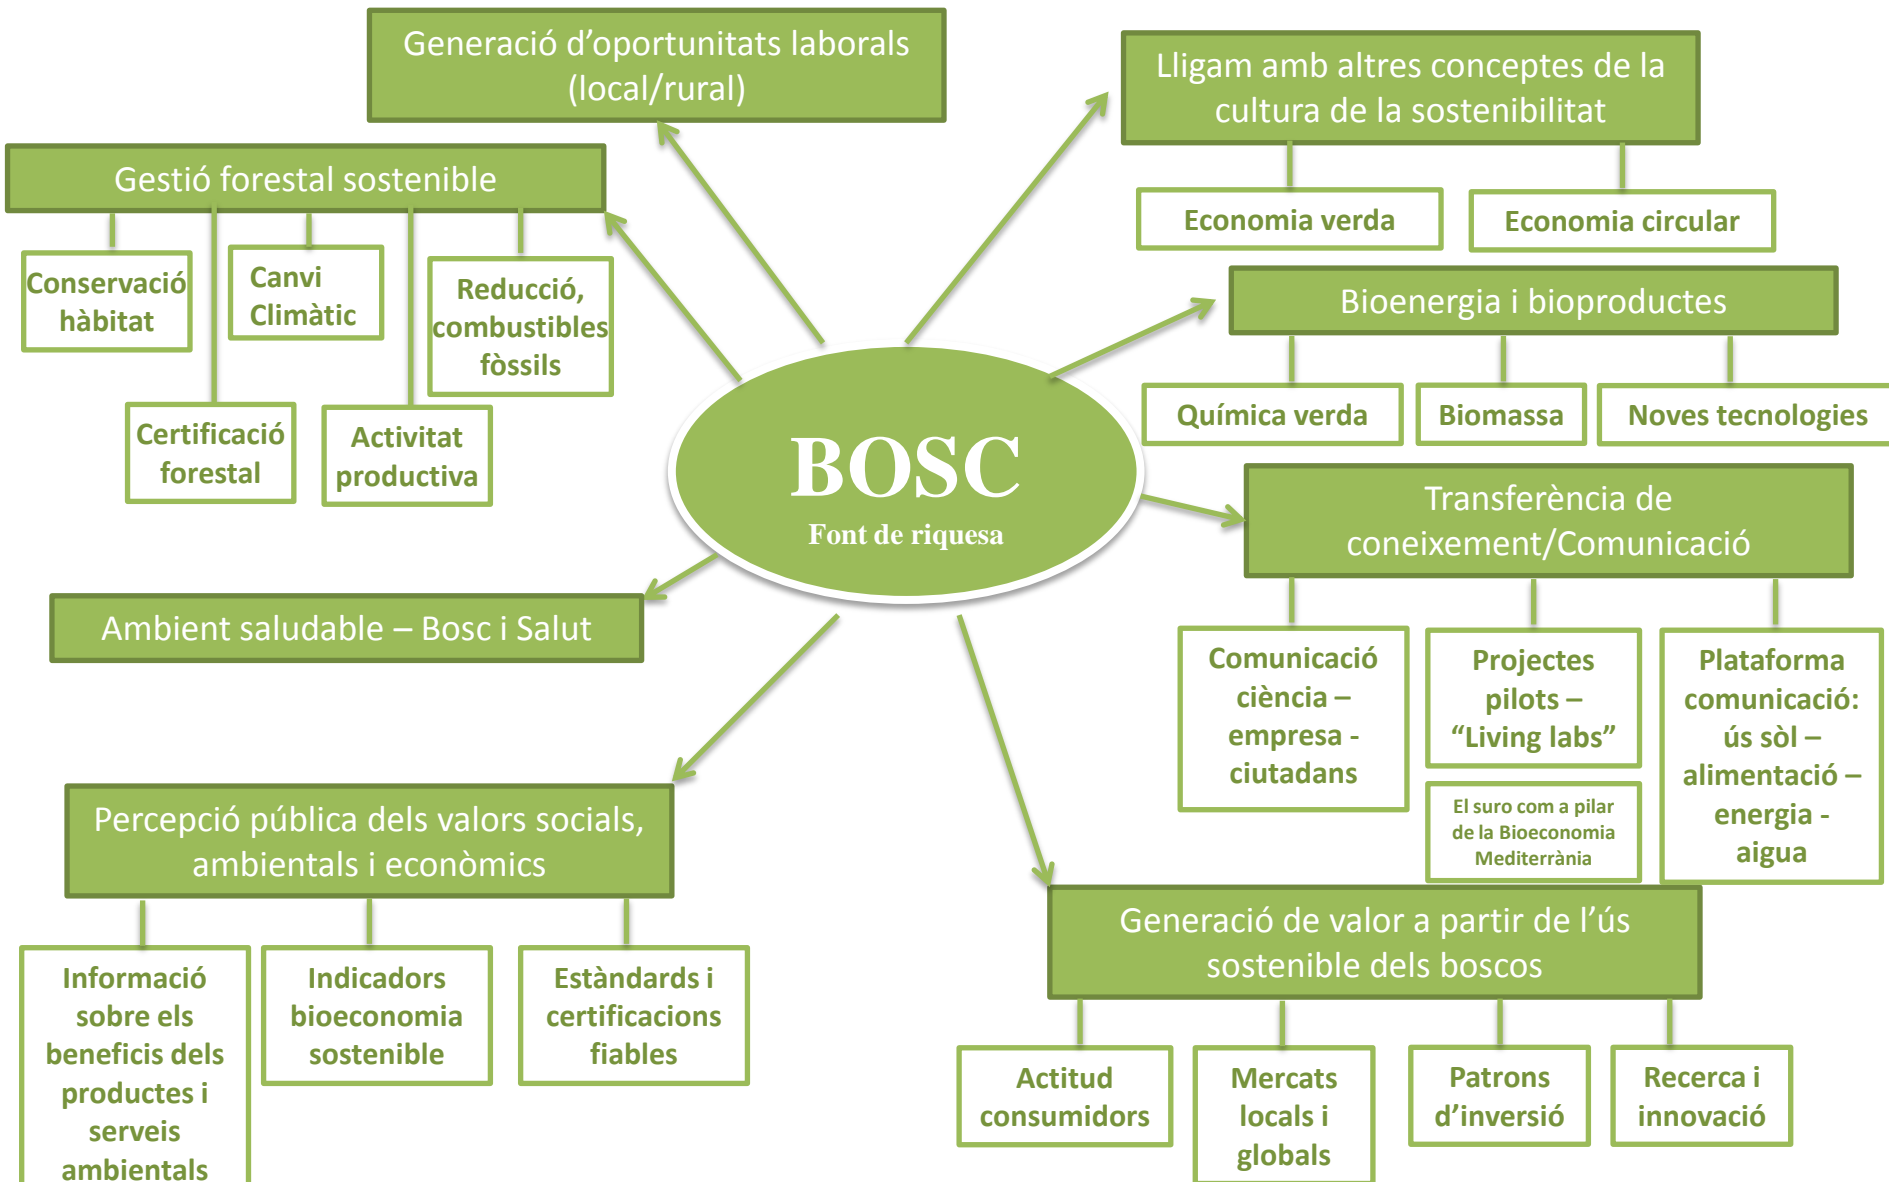 Generació d’oportunitats laborals
(local/rural)
Lligam amb altres conceptes de la
cultura de la sostenibilitat
Economia verda
Economia circular
Gestió forestal sostenible
Conservació
hàbitat
Canvi
Climàtic
Reducció,
combustibles
fòssils
Certificació
forestal
Activitat
productiva
Bioenergia i bioproductes
Química verda
Biomassa
Noves tecnologies
BOSC
Font de riquesa
Transferència de
coneixement/Comunicació
Comunicació
ciència –
empresa -
ciutadans
Projectes
pilots –
“Living labs”
El suro com a pilar
de la Bioeconomia
Mediterrània
Plataforma
comunicació:
ús sòl –
alimentació –
energia -
aigua
Ambient saludable – Bosc i Salut
Percepció pública dels valors socials,
ambientals i econòmics
Informació
sobre els
beneficis dels
productes i
serveis
ambientals
Indicadors
bioeconomia
sostenible
Estàndards i
certificacions
fiables
Generació de valor a partir de l’ús
sostenible dels boscos
Actitud
consumidors
Mercats
locals i
globals
Patrons
d’inversió
Recerca i
innovació